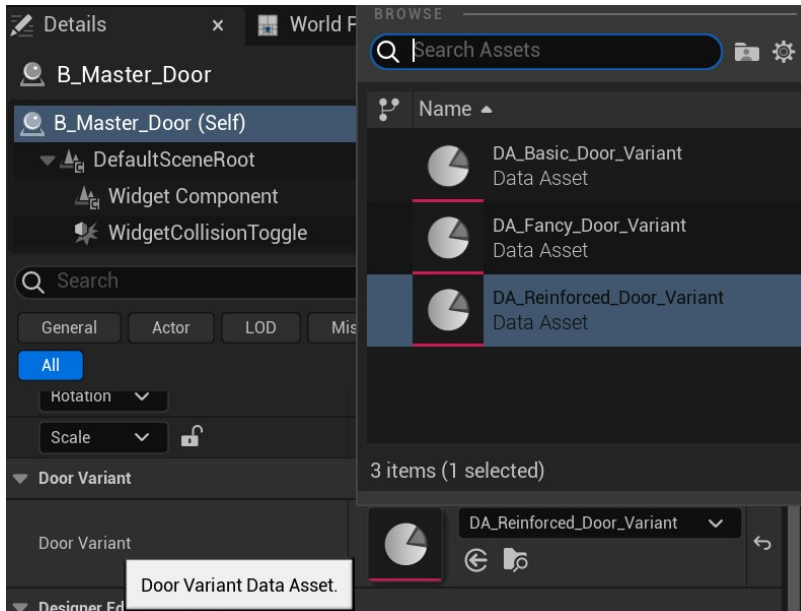 Details
World P
B_Master_Door
B_Master_Door (Self)
DefaultSceneRoot
Widget Component
WidgetCollisionToggle
Search
General
Actor
LOD
Mis
All
Rotation
Scale
Door Variant
Door Variant
Door Variant Data Asset.
Designer Ed
BROWSE
Search Assets
Name
DA_Basic_Door_Variant
Data Asset
DA_Fancy_Door_Variant
Data Asset
DA_Reinforced_Door_Variant
Data Asset
3 items (1 selected)
DA_Reinforced_Door_Variant